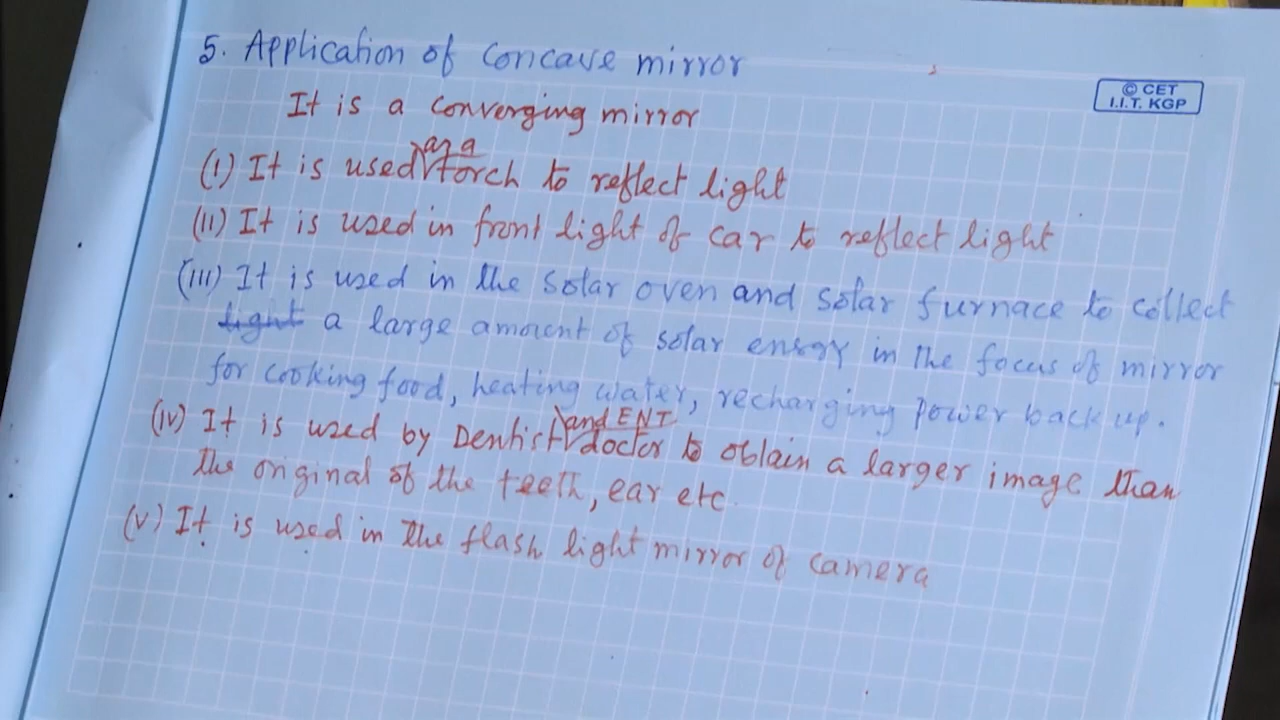 5. Application of Concave mirror
© CET
I.I.T. KGP
It is a converging mirror
(i) It is used as a torch to reflect light
(ii) It is used in front light of car to reflect light
(iii) It is used in the solar oven and solar furnace to collect
light a large amount of solar energy in the focus of mirror
for cooking food, heating water, recharging power back up.
(iv) It is used by Dentist and ENT doctor to obtain a larger image than
the original of the teeth, ear etc.
(v) It is used in the flash light mirror of camera